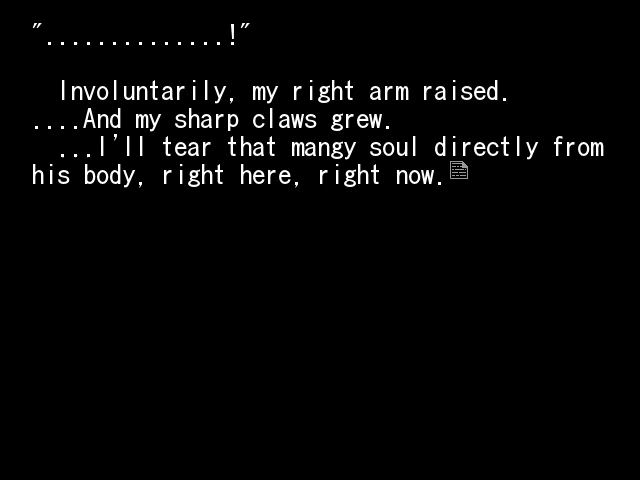 "..............!"
Involuntarily, my right arm raised.
....And my sharp claws grew.
...I'll tear that mangy soul directly from
his body, right here, right now.